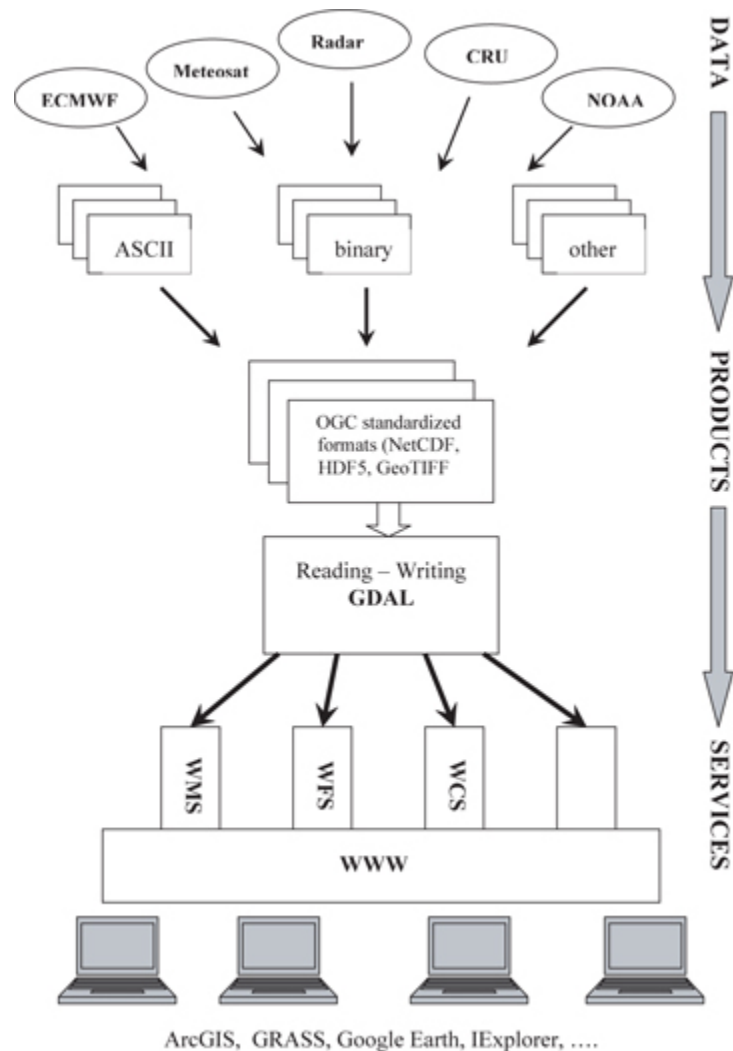 Radar
CRU
Meteosat
ECMWF
NOAA
DATA
ASCII
binary
other
PRODUCTS
OGC standardized
formats (NetCDF,
HDF5, GeoTIFF
Reading – Writing
GDAL
WMS
WFS
WCS
SERVICES
WWW
ArcGIS, GRASS, Google Earth, IExplorer, ….